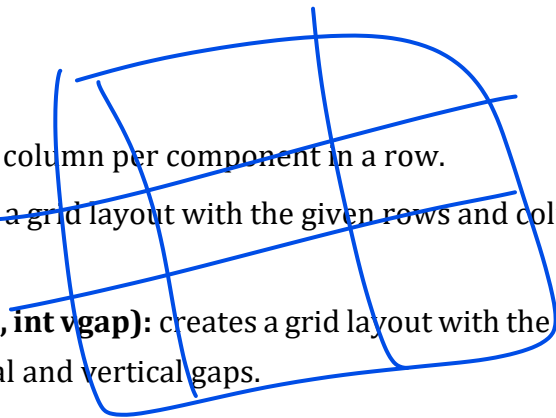 column per component in a row.
a grid layout with the given rows and col
, int vgap): creates a grid layout with the
al and vertical gaps.